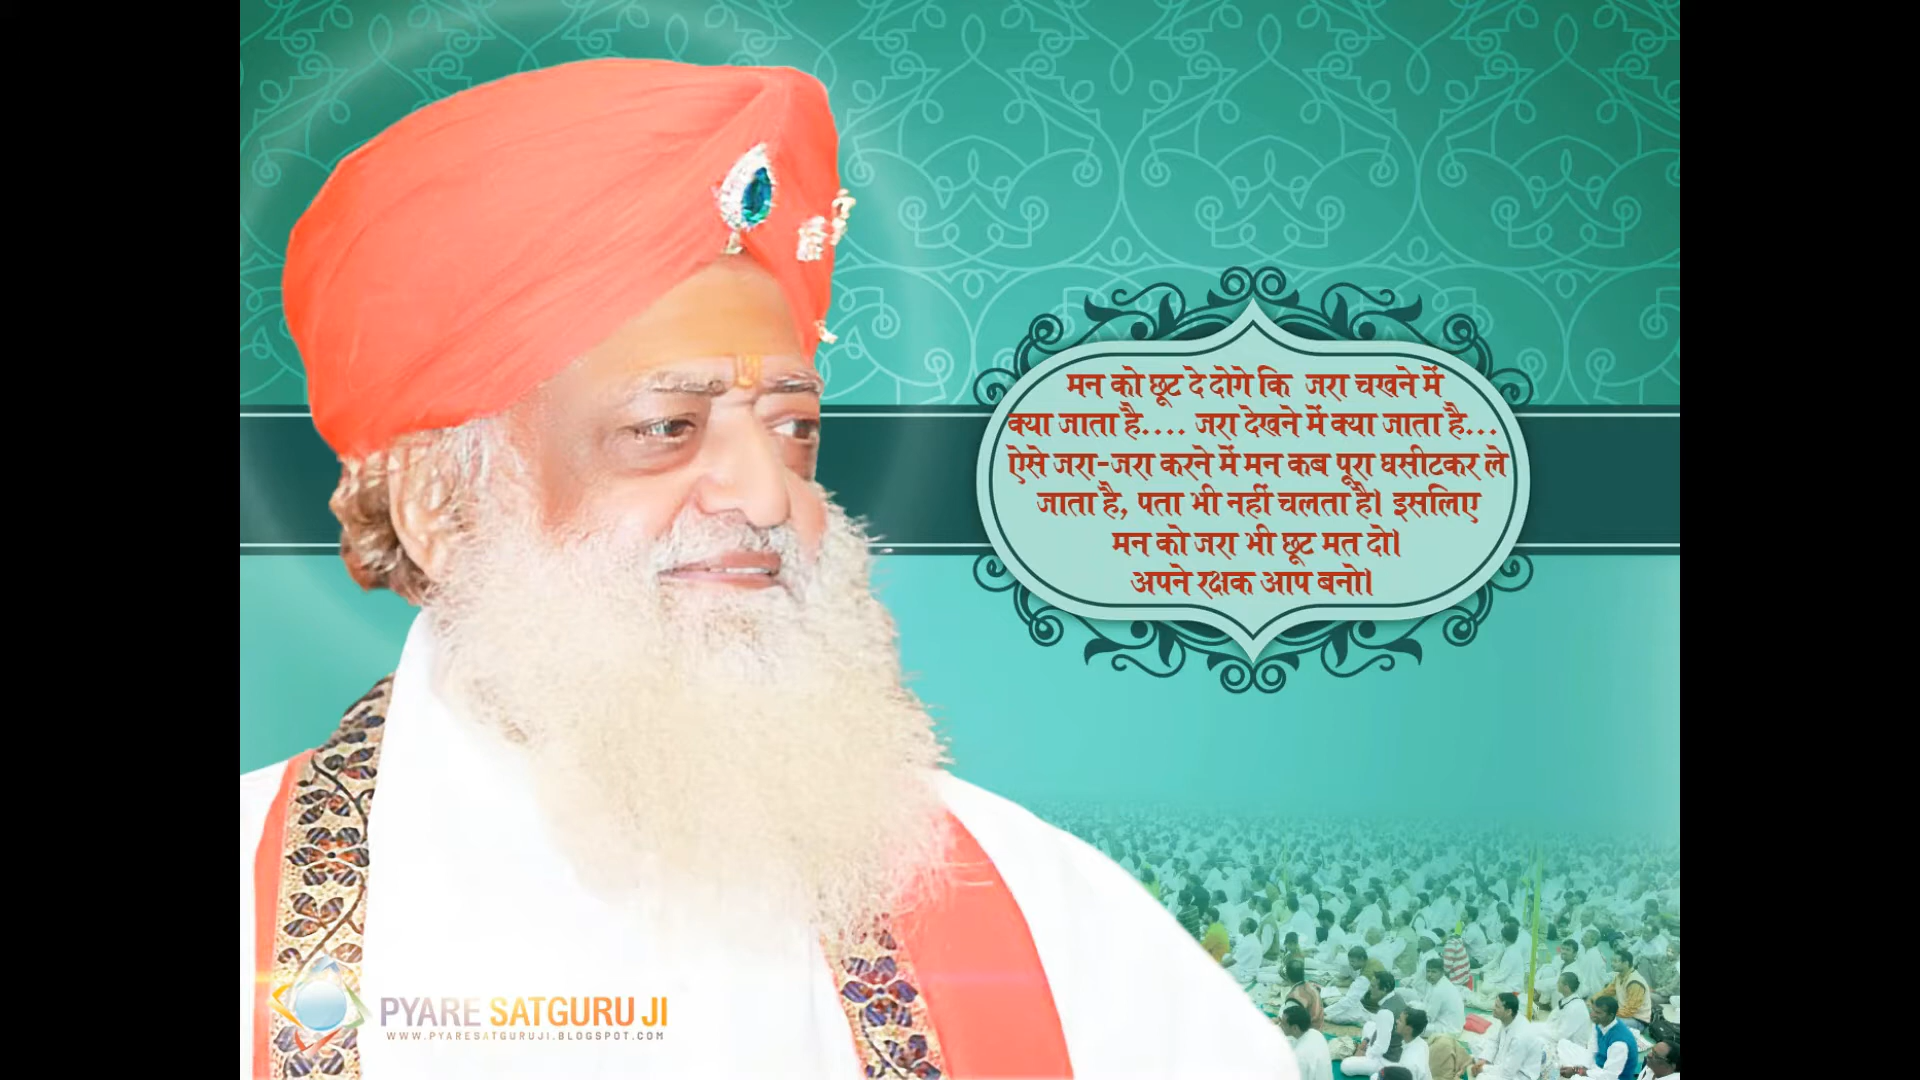 मन को छूट दे दोगे कि जरा चखने में
क्या जाता है.... जरा देखने में क्या जाता है...
ऐसे जरा-जरा करने में मन कब पूरा घसीटकर ले
जाता है, पता भी नहीं चलता है। इसलिए
मन को जरा भी छूट मत दो।
अपने रक्षक आप बनो।
PYARE SATGURU JI
WWW.PYARESATGURUJI.BLOGSPOT.COM